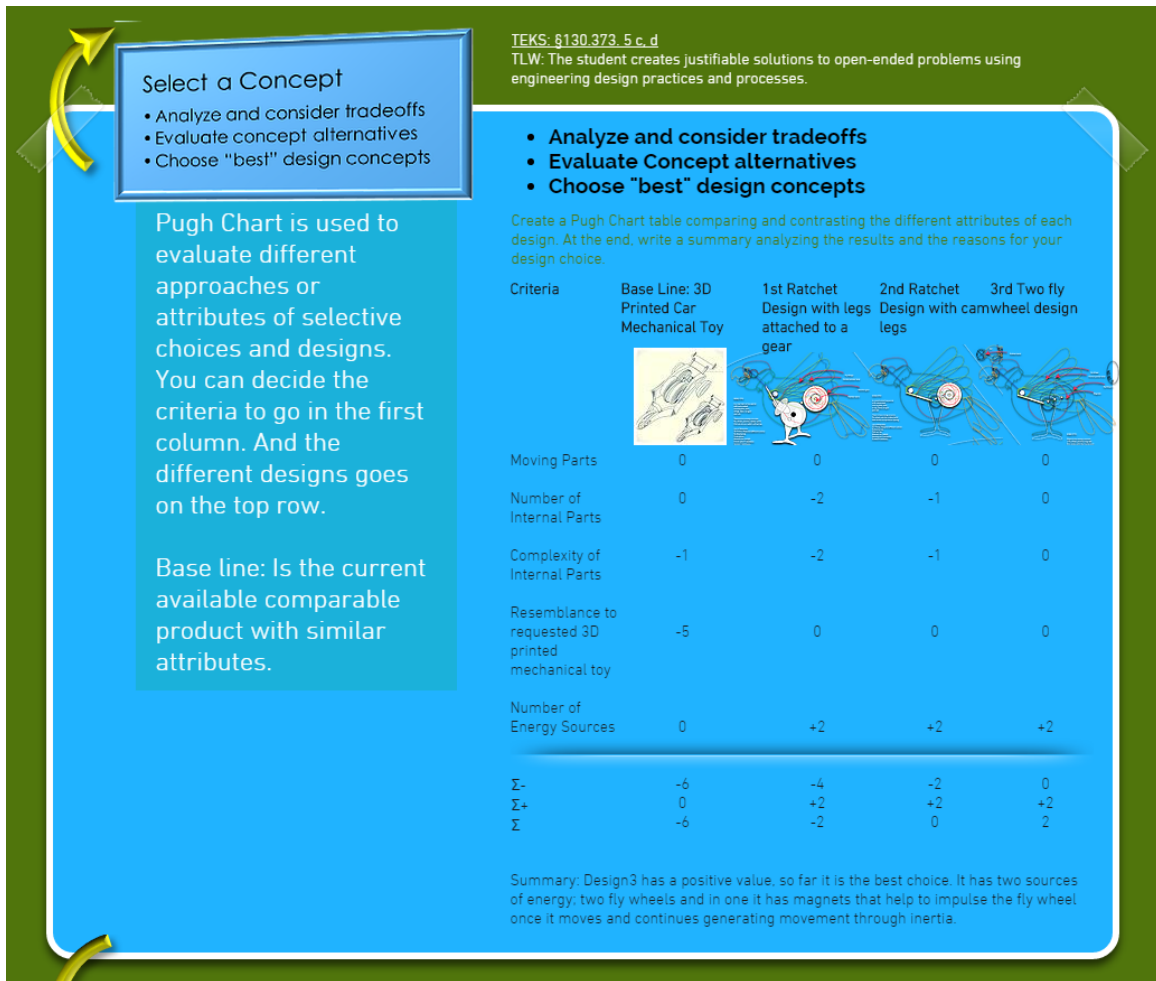 Select a Concept
• Analyze and consider tradeoffs
• Evaluate concept alternatives
• Choose “best” design concepts
TEKS: §130.373. 5 c, d
TLW: The student creates justifiable solutions to open-ended problems using
engineering design practices and processes.
Pugh Chart is used to
evaluate different
approaches or
attributes of selective
choices and designs.
You can decide the
criteria to go in the first
column. And the
different designs goes
on the top row.
Base line: Is the current
available comparable
product with similar
attributes.
• Analyze and consider tradeoffs
• Evaluate Concept alternatives
• Choose "best" design concepts
Create a Pugh Chart table comparing and contrasting the different attributes of each
design. At the end, write a summary analyzing the results and the reasons for your
design choice.
Criteria Base Line: 3D 1st Ratchet 2nd Ratchet 3rd Two fly
Printed Car Design with legs Design with cam wheel design
Mechanical Toy attached to a legs
gear
Moving Parts 0 0 0 0
Number of 0 -2 -1 0
Internal Parts
Complexity of -1 -2 -1 0
Internal Parts
Resemblance to
requested 3D -5 0 0 0
printed
mechanical toy
Number of
Energy Sources 0 +2 +2 +2
Σ- -6 -4 -2 0
Σ+ 0 +2 +2 +2
Σ -6 -2 0 2
Summary: Design3 has a positive value, so far it is the best choice. It has two sources
of energy; two fly wheels and in one it has magnets that help to impulse the fly wheel
once it moves and continues generating movement through inertia.